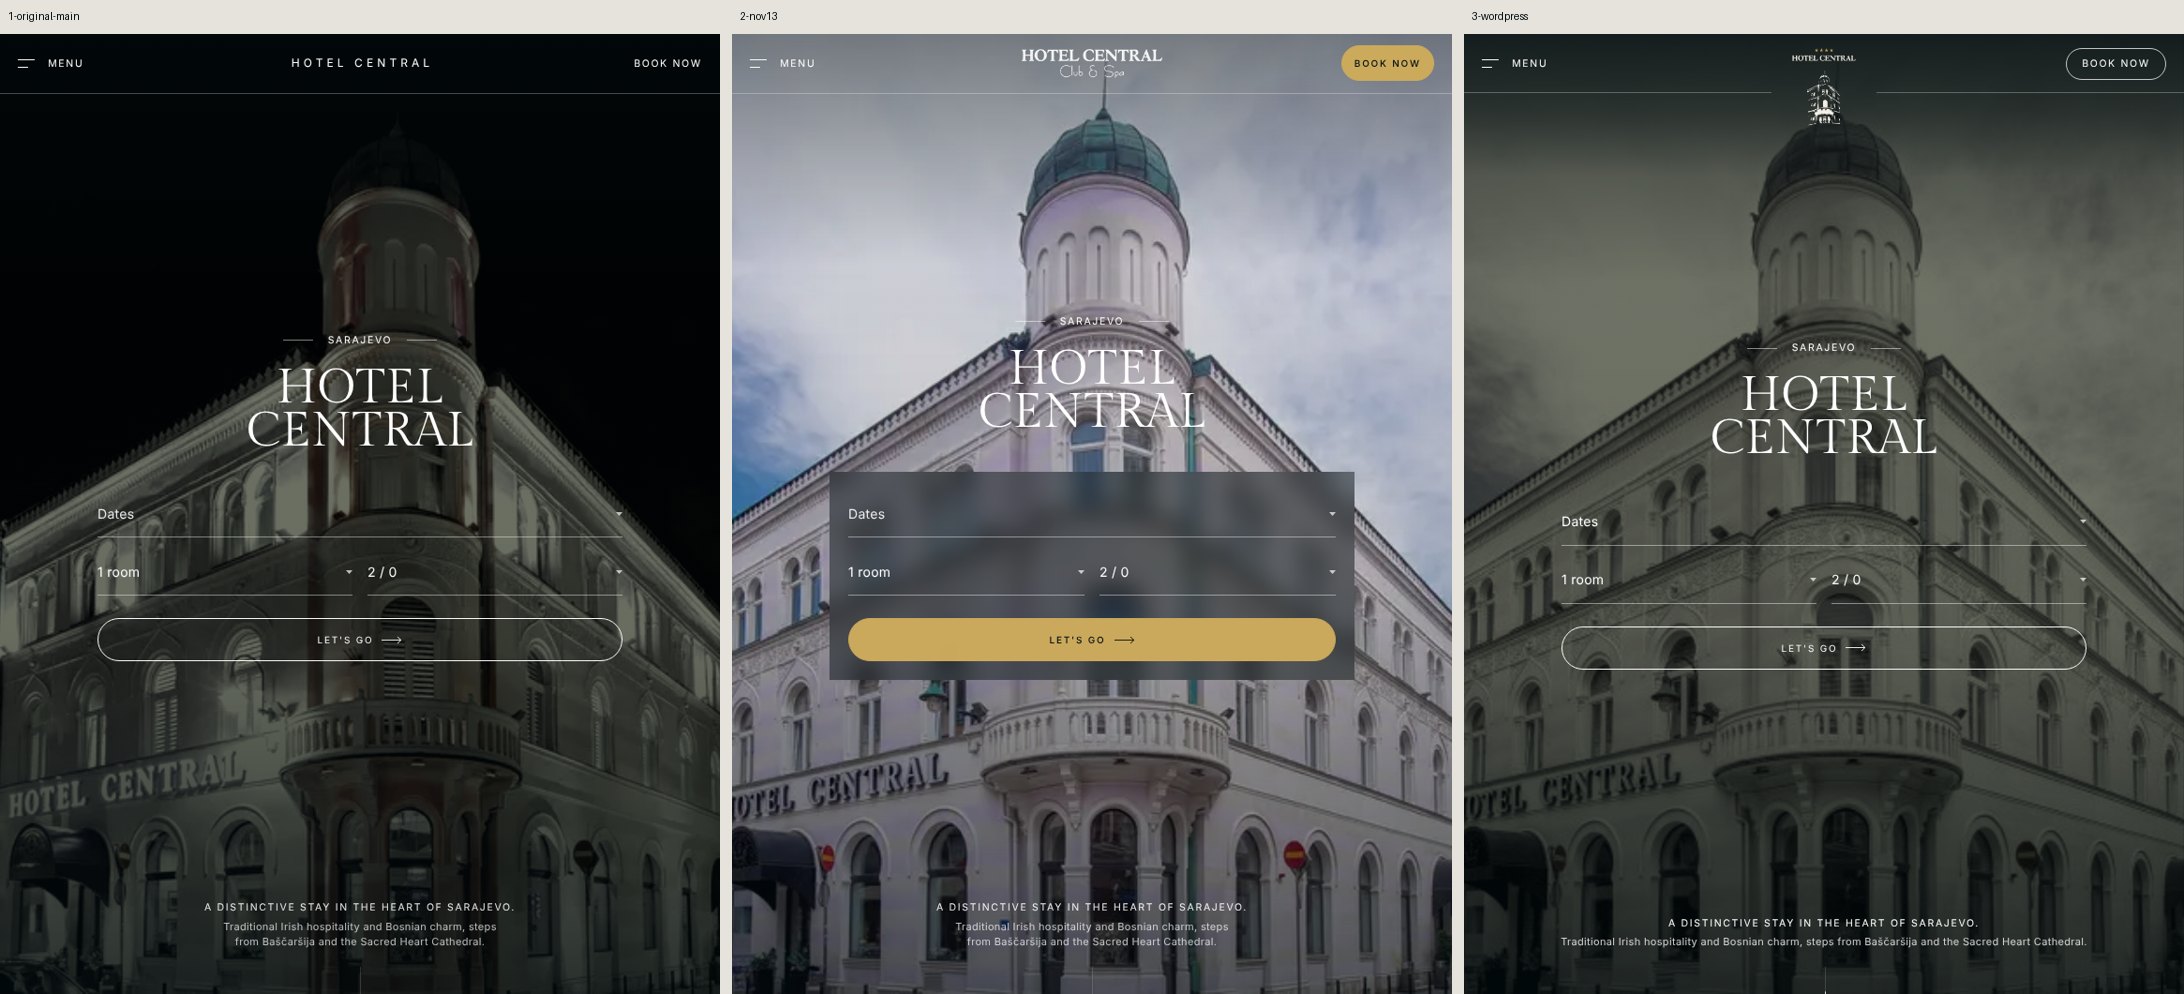 1-original-main
MENU
HOTEL CENTRAL
BOOK NOW
SARAJEVO
HOTEL
CENTRAL
Dates
1 room
2 / 0
LET'S GO
HOTEL CENTRAL
A DISTINCTIVE STAY IN THE HEART OF SARAJEVO.
Traditional Irish hospitality and Bosnian charm, steps
from Baščaršija and the Sacred Heart Cathedral.
2-nov13
MENU
HOTEL CENTRAL
Club & Spa
BOOK NOW
SARAJEVO
HOTEL
CENTRAL
Dates
1 room
2 / 0
LET'S GO
HOTEL CENTRAL
A DISTINCTIVE STAY IN THE HEART OF SARAJEVO.
Traditional Irish hospitality and Bosnian charm, steps
from Baščaršija and the Sacred Heart Cathedral.
3-wordpress
MENU
HOTEL CENTRAL
BOOK NOW
SARAJEVO
HOTEL
CENTRAL
Dates
1 room
2 / 0
LET'S GO
HOTEL CENTRAL
A DISTINCTIVE STAY IN THE HEART OF SARAJEVO.
Traditional Irish hospitality and Bosnian charm, steps from Baščaršija and the Sacred Heart Cathedral.